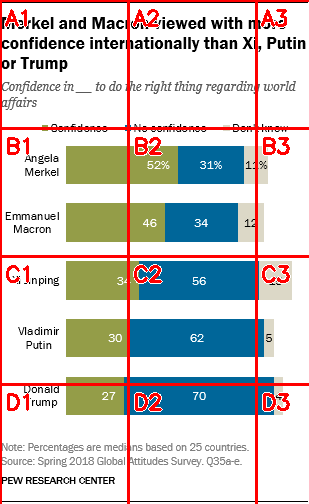 Merkel and Macron viewed with more
confidence internationally than Xi, Putin
or Trump
Confidence in __ to do the right thing regarding world
affairs
Confidence No confidence Don't know
Angela
Merkel
52% 31% 11%
Emmanuel
Macron
46 34 12
Jinping
34 56
Vladimir
Putin
30 62 5
Donald
Trump
27 70
Note: Percentages are medians based on 25 countries.
Source: Spring 2018 Global Attitudes Survey. Q35a-e.
PEW RESEARCH CENTER
A1 A2 A3
B1 B2 B3
C1 C2 C3
D1 D2 D3